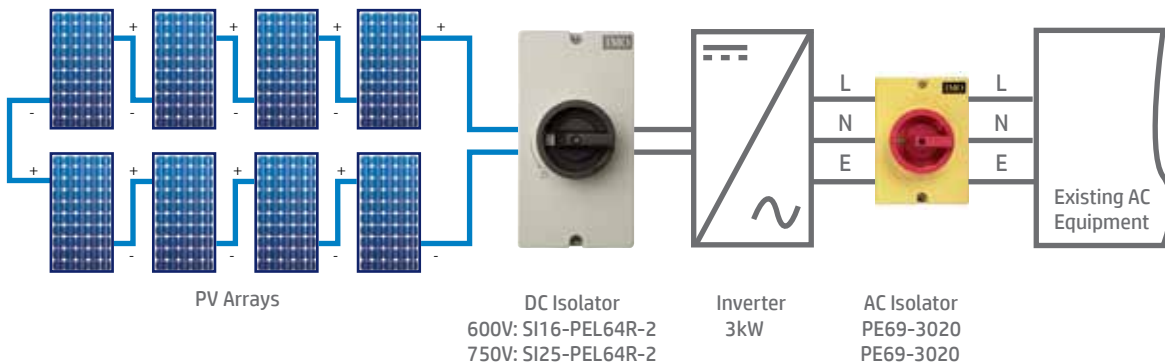 + + + +
- - - -
+ + + +
- - - -
IMO
L
N
E
IMO
L
N
E
Existing AC
Equipment
PV Arrays
DC Isolator
600V: SI16-PEL64R-2
750V: SI25-PEL64R-2
Inverter
3kW
AC Isolator
PE69-3020
PE69-3020